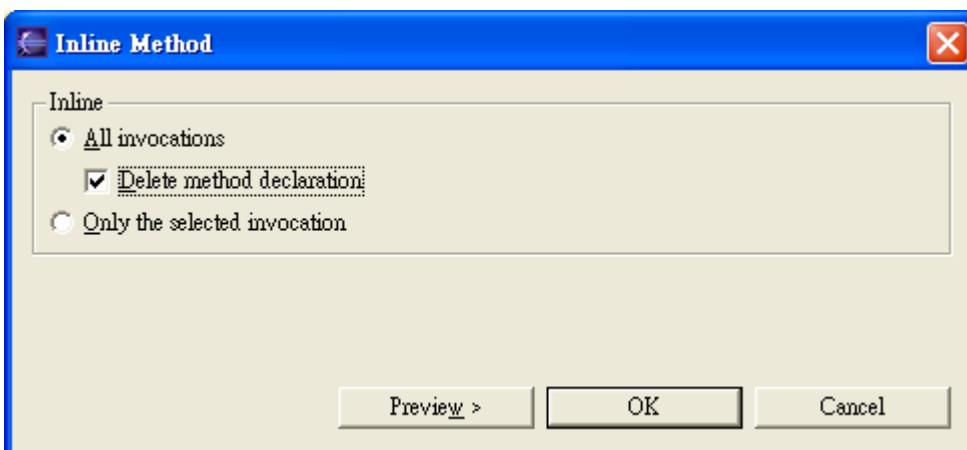 Inline Method
Inline
All invocations
Delete method declaration
Only the selected invocation
Preview > OK Cancel